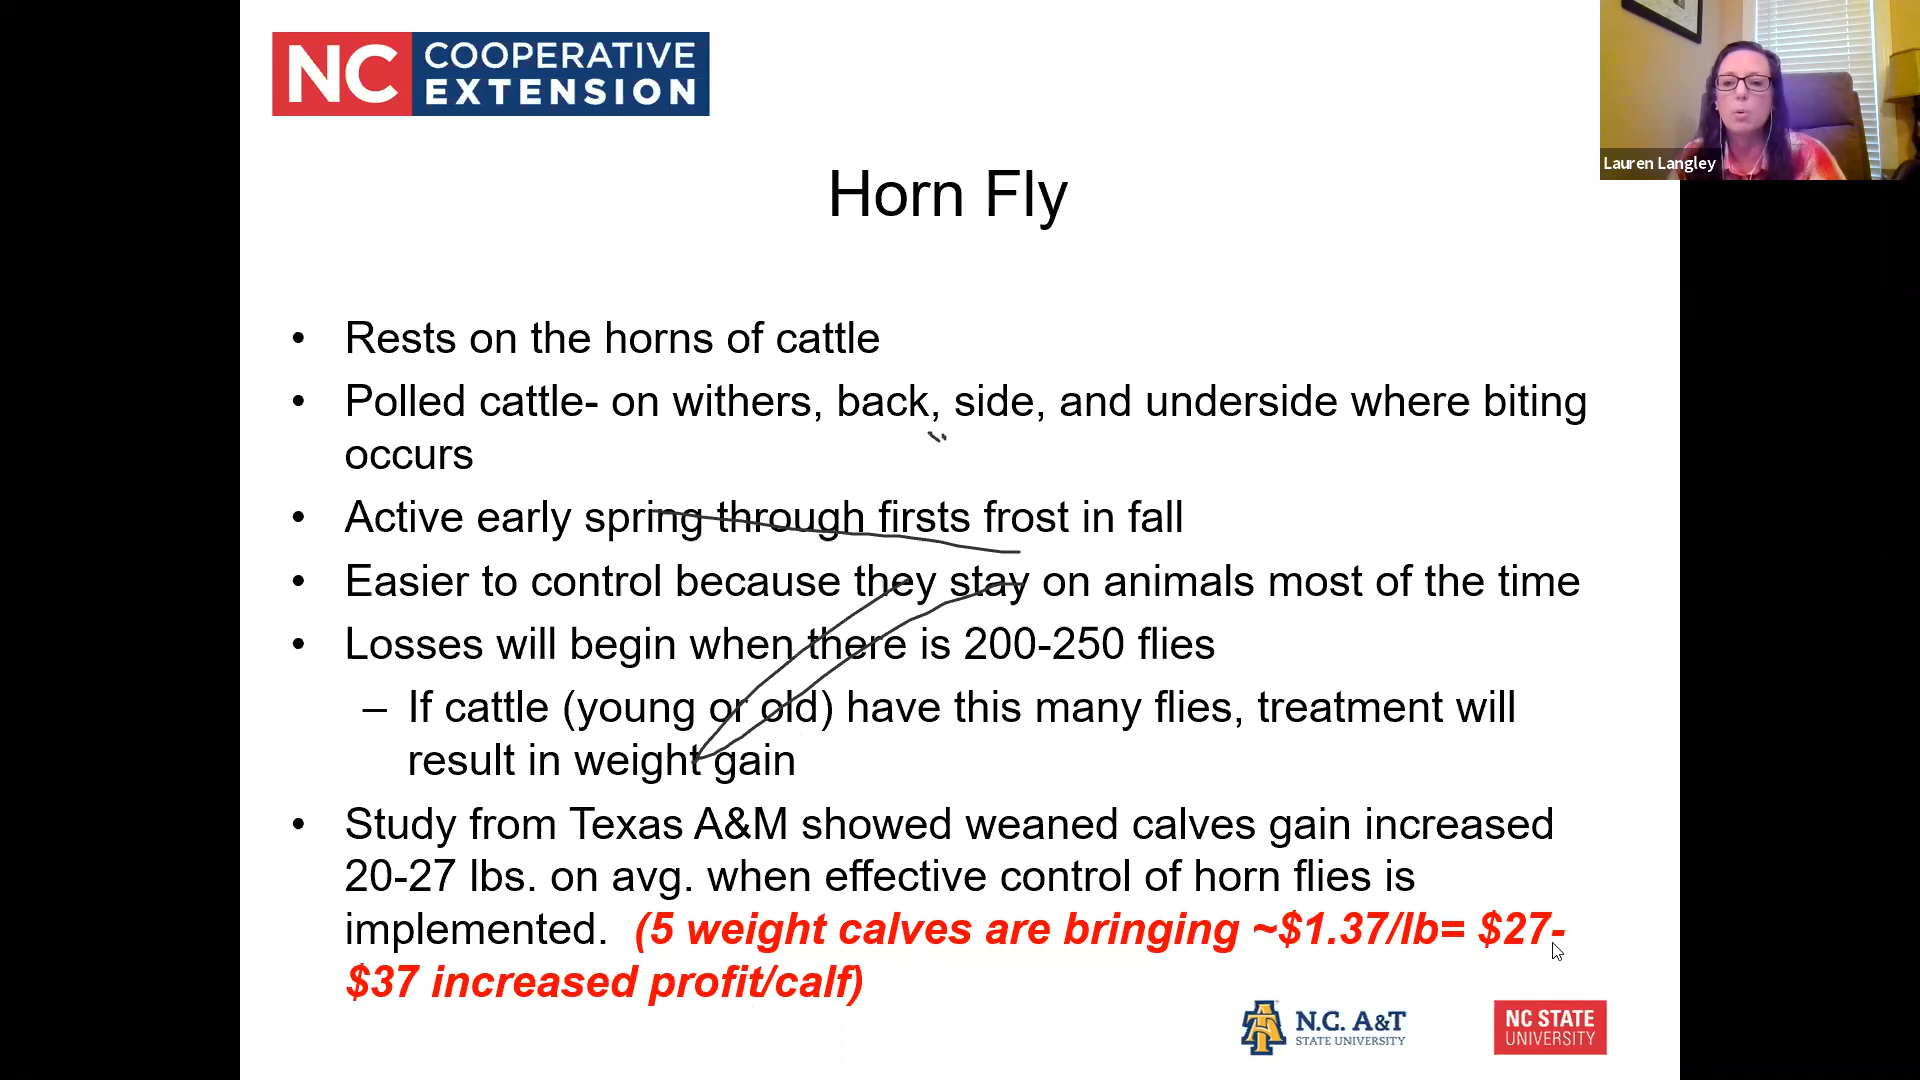 NC COOPERATIVE
EXTENSION
Lauren Langley
Horn Fly
• Rests on the horns of cattle
• Polled cattle- on withers, back, side, and underside where biting
occurs
• Active early spring through firsts frost in fall
• Easier to control because they stay on animals most of the time
• Losses will begin when there is 200-250 flies
– If cattle (young or old) have this many flies, treatment will
result in weight gain
• Study from Texas A&M showed weaned calves gain increased
20-27 lbs. on avg. when effective control of horn flies is
implemented. (5 weight calves are bringing ~$1.37/lb= $27-
$37 increased profit/calf)
N.C. A&T
STATE UNIVERSITY
NC STATE
UNIVERSITY